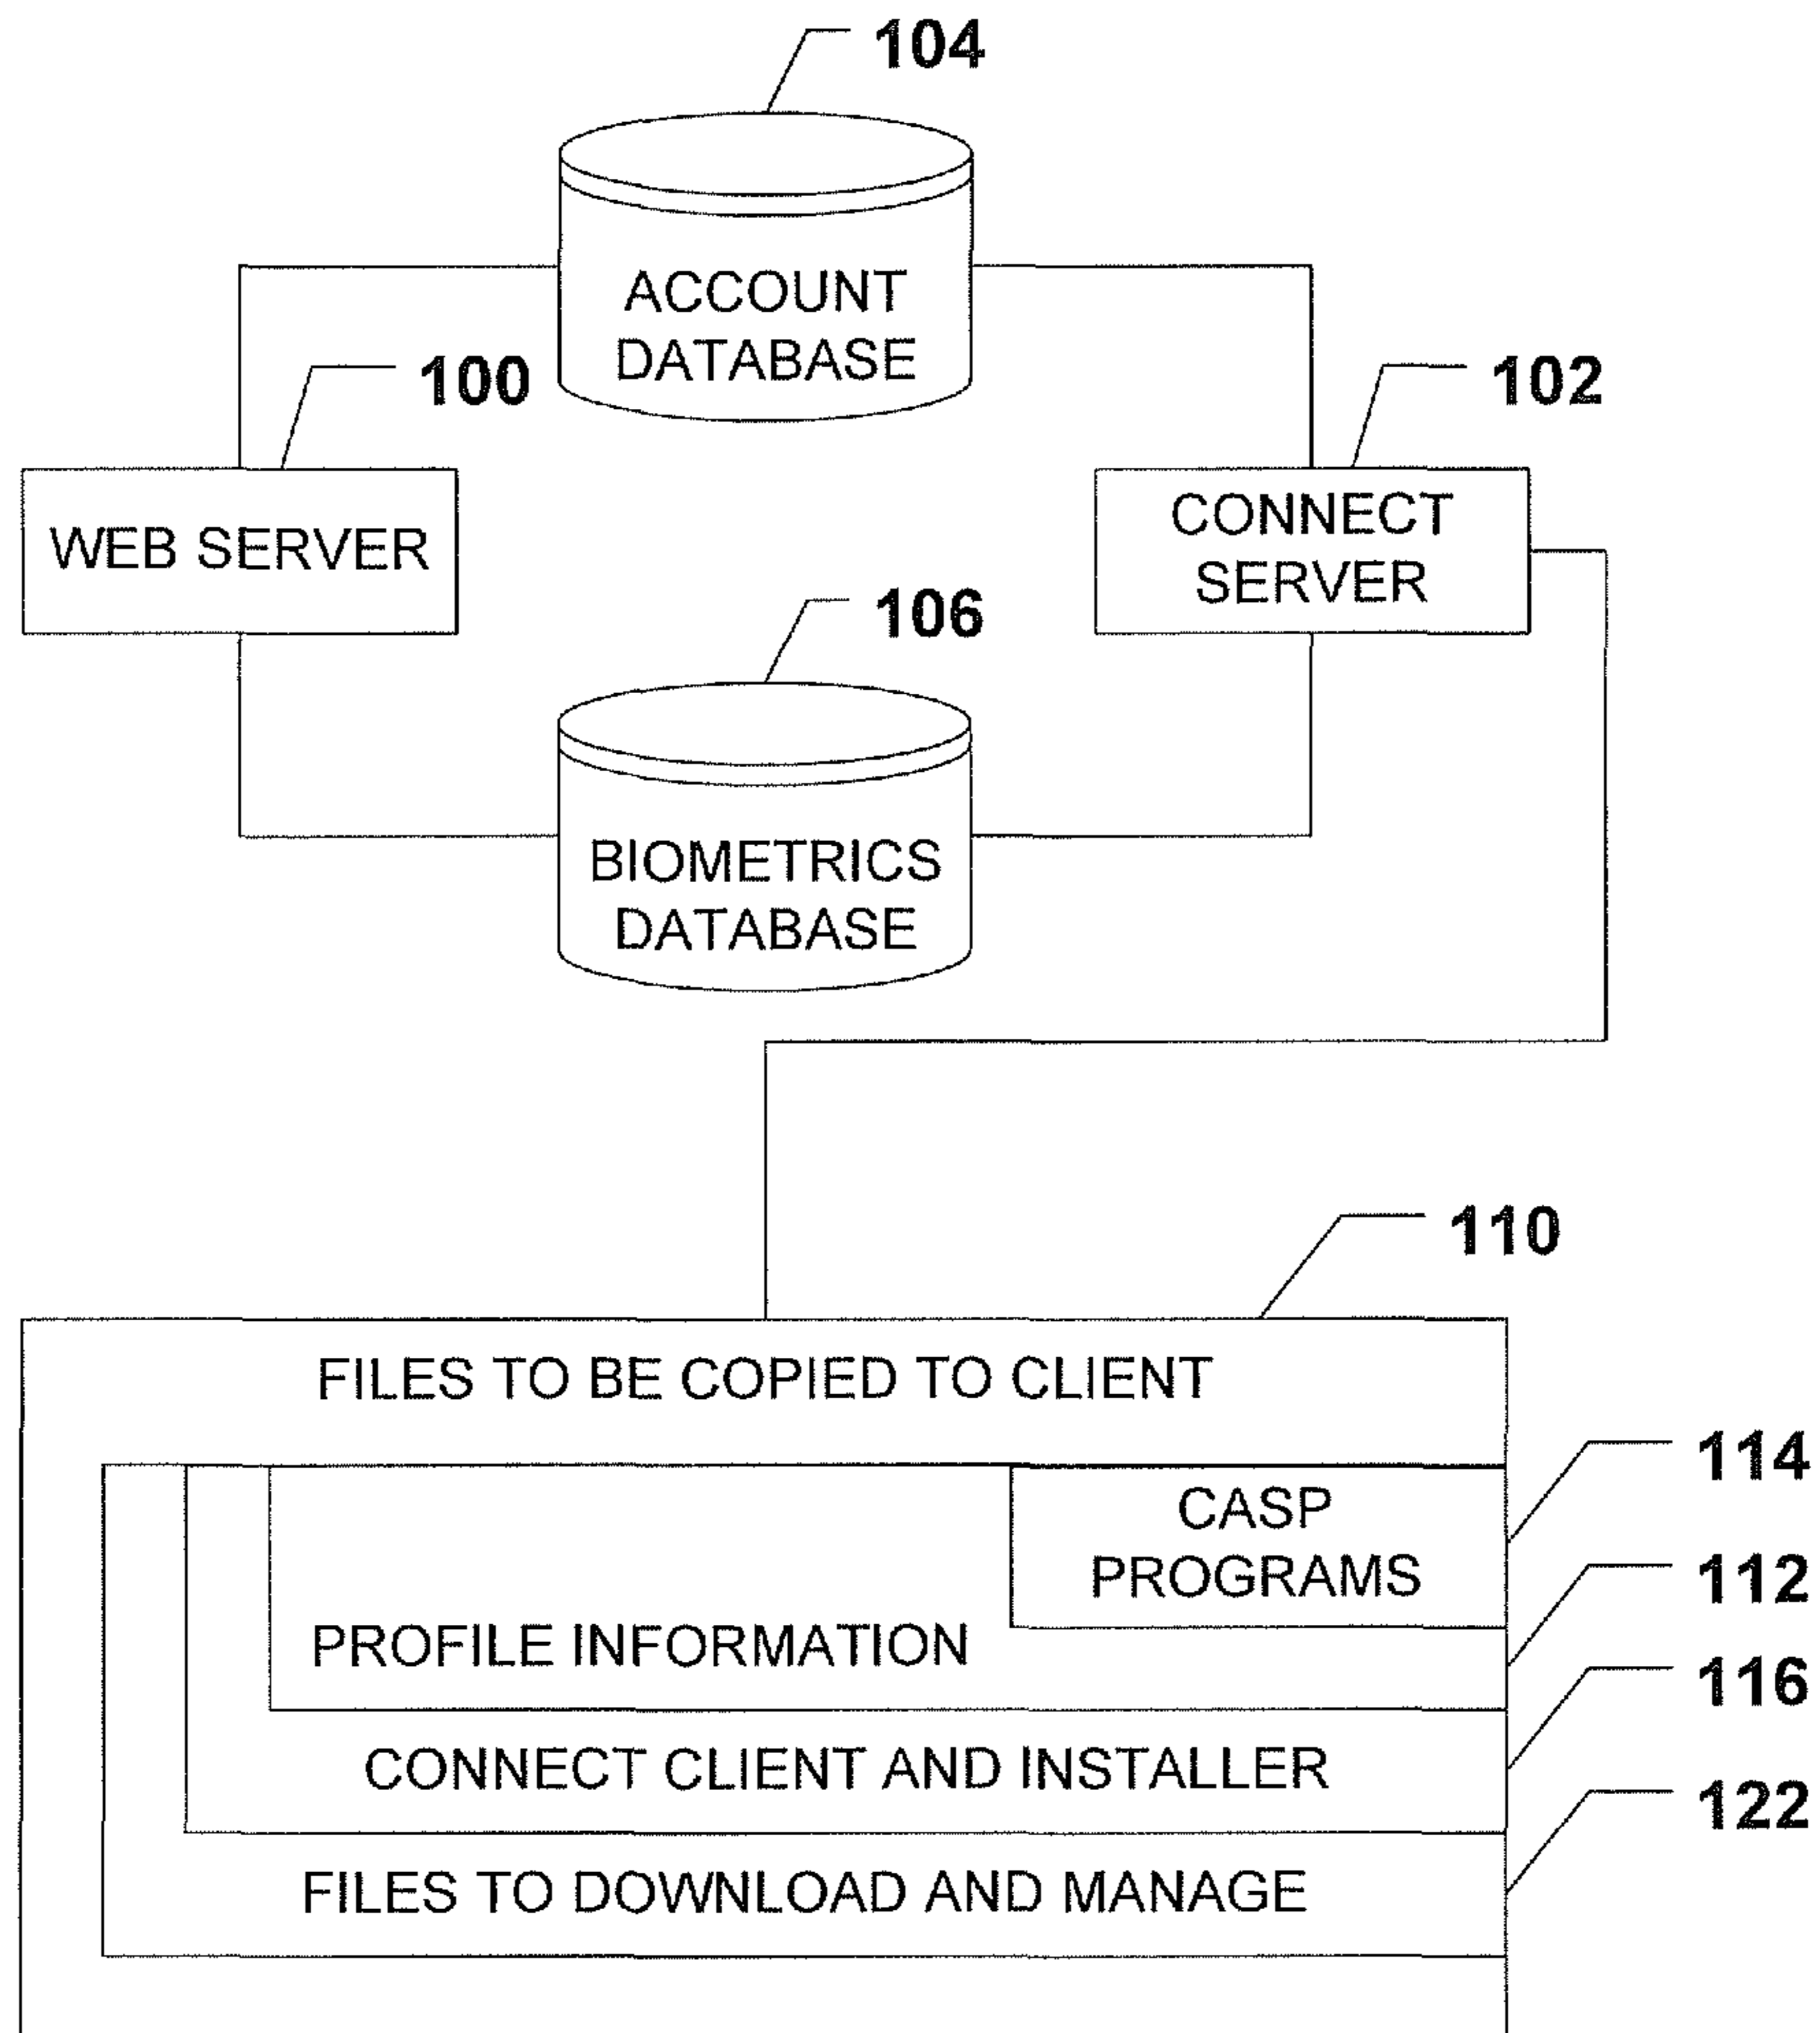 104
ACCOUNT
DATABASE
100
102
WEB SERVER
CONNECT
SERVER
106
BIOMETRICS
DATABASE
110
FILES TO BE COPIED TO CLIENT
114
CASP
PROGRAMS
112
PROFILE INFORMATION
116
CONNECT CLIENT AND INSTALLER
122
FILES TO DOWNLOAD AND MANAGE